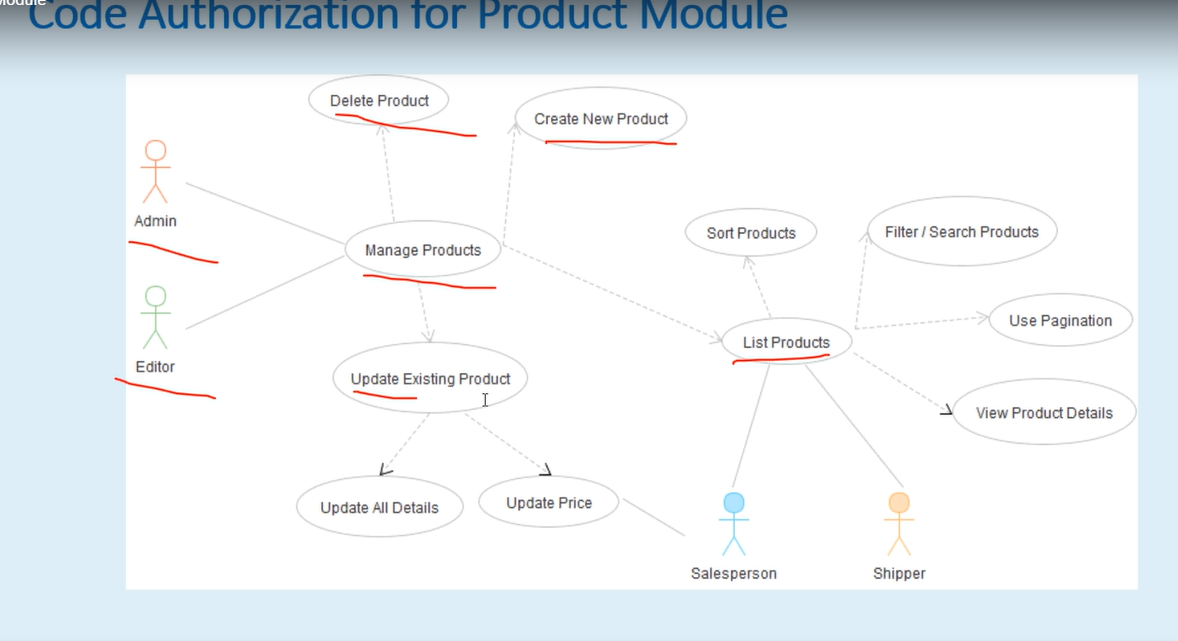 Module
Code Authorization for Product Module
Delete Product
Create New Product
Admin
Manage Products
Sort Products
Filter / Search Products
Use Pagination
List Products
Editor
Update Existing Product
View Product Details
Update All Details
Update Price
Salesperson
Shipper